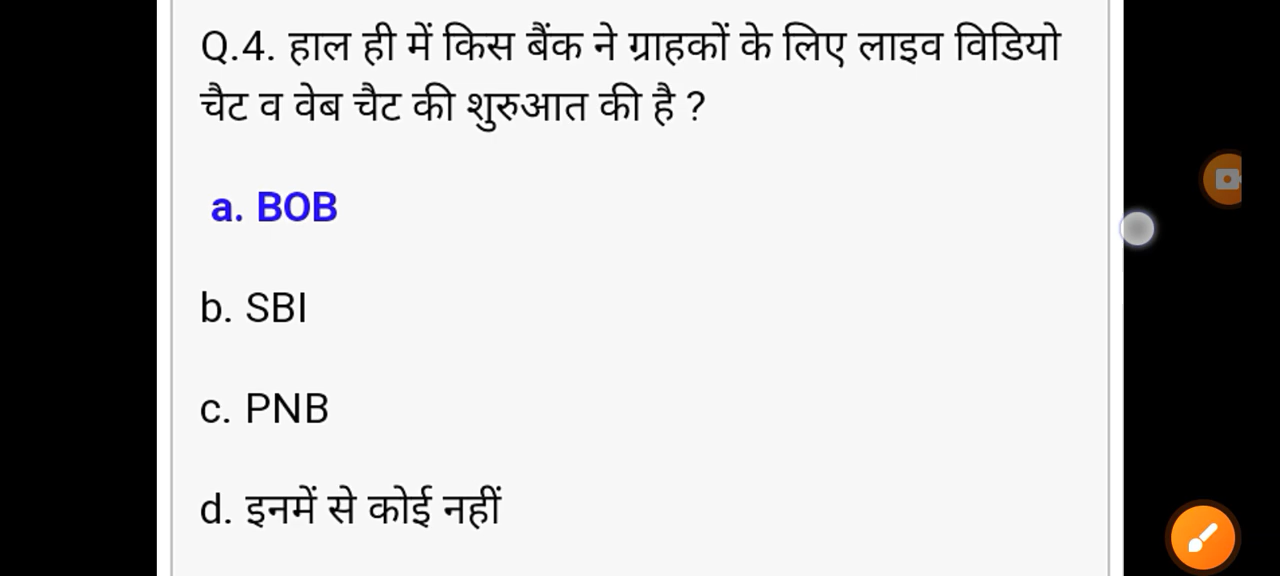 Q.4. हाल ही में किस बैंक ने ग्राहकों के लिए लाइव विडियो
चैट व वेब चैट की शुरुआत की है ?
a. BOB
b. SBI
c. PNB
d. इनमें से कोई नहीं